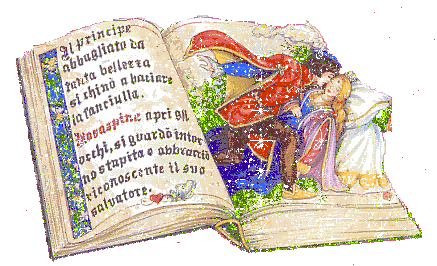 Il principe
abbagliato da
tanta bellezza
si chinò a baciare
la fanciulla.
Rosaspina aprì gli
occhi, si guardò intor
no stupita e abbracciò
riconoscente il suo
salvatore.